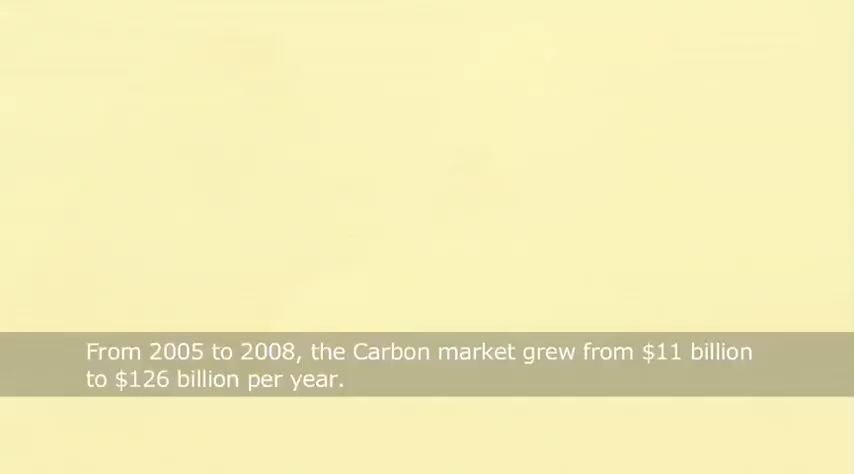 From 2005 to 2008, the Carbon market grew from $11 billion
to $126 billion per year.